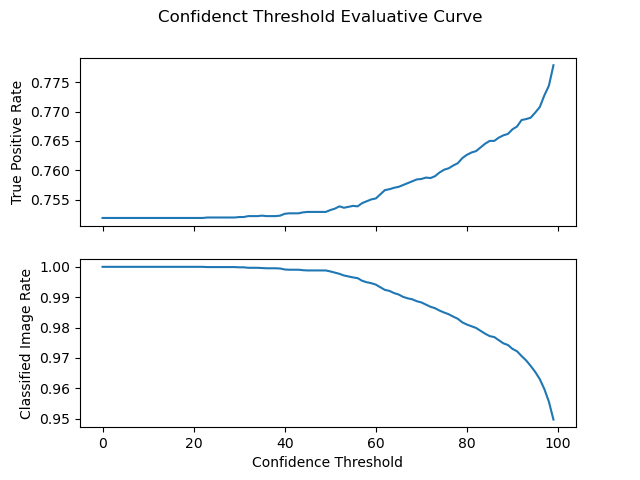 Confidenct Threshold Evaluative Curve
True Positive Rate
0.775
0.770
0.765
0.760
0.755
Classified Image Rate
1.00
0.99
0.98
0.97
0.96
0.95
0 20 40 60 80 100
Confidence Threshold